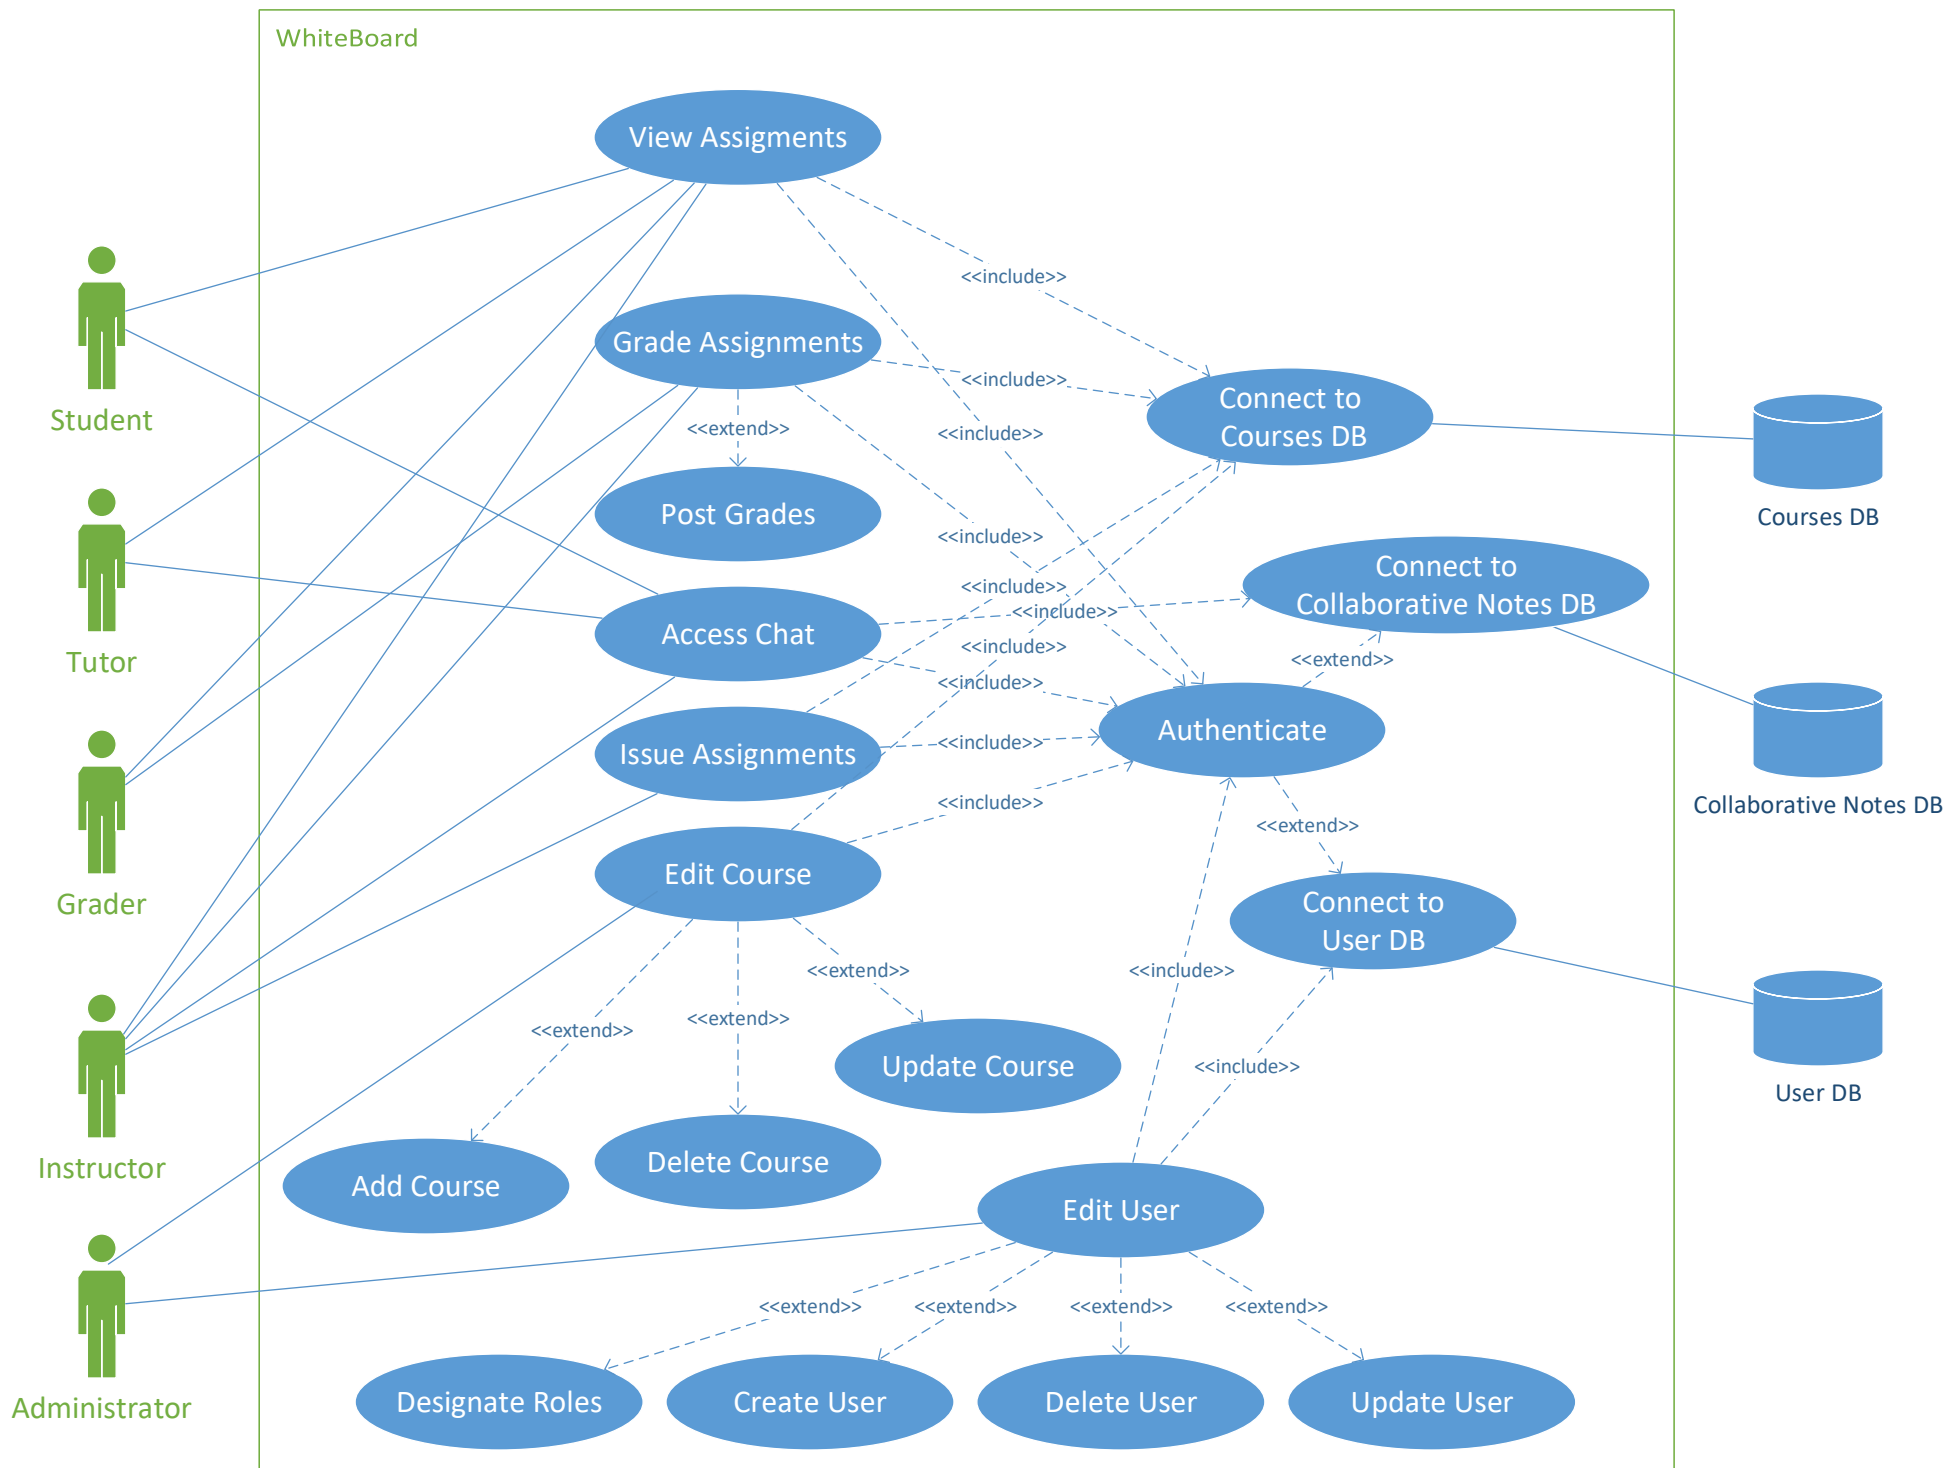 WhiteBoard
View Assigments
<<include>>
Student
Grade Assignments
<<include>>
<<extend>>
<<include>>
Connect to
Courses DB
Courses DB
Post Grades
<<include>>
Tutor
Access Chat
<<include>>
<<include>>
<<include>>
<<include>>
Connect to
Collaborative Notes DB
<<extend>>
Collaborative Notes DB
Issue Assignments
<<include>>
Authenticate
<<include>>
<<extend>>
Grader
Edit Course
Connect to
User DB
<<extend>>
<<include>>
<<extend>>
<<extend>>
Update Course
<<include>>
User DB
Instructor
Add Course
Delete Course
Edit User
Administrator
<<extend>>
<<extend>>
<<extend>>
<<extend>>
Designate Roles
Create User
Delete User
Update User